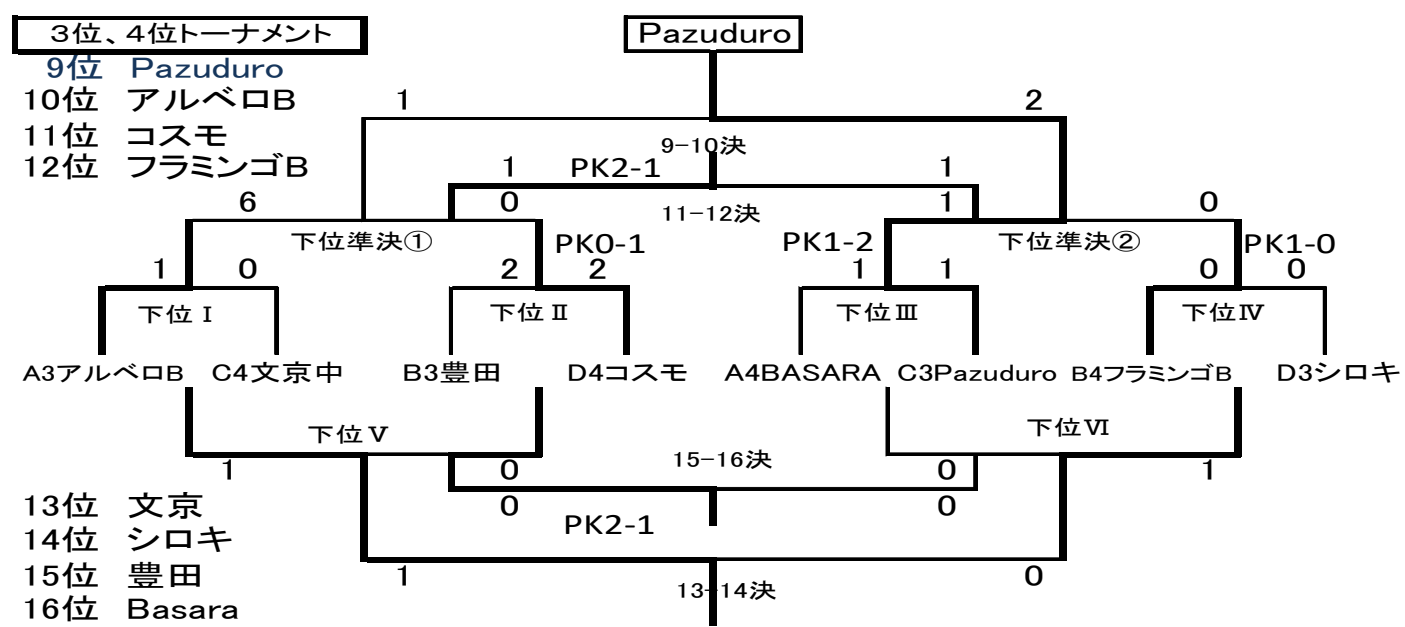 3位、4位トーナメント
Pazuduro
9位 Pazuduro
10位 アルベロB
11位 コスモ
12位 フラミンゴB
1 2
9-10決
1 PK2-1 1
6 0 11-12決 1 0
下位準決① PK0-1 PK1-2 下位準決② PK1-0
1 0 2 2 1 1 0 0
下位Ⅰ 下位Ⅱ 下位Ⅲ 下位Ⅳ
A3アルベロB C4文京中 B3豊田 D4コスモ A4BASARA C3Pazuduro B4フラミンゴB D3シロキ
下位Ⅴ 下位Ⅵ
1 0 15-16決 0 1
0 PK2-1 0
13位 文京
14位 シロキ
15位 豊田
16位 Basara
1 13-14決 0